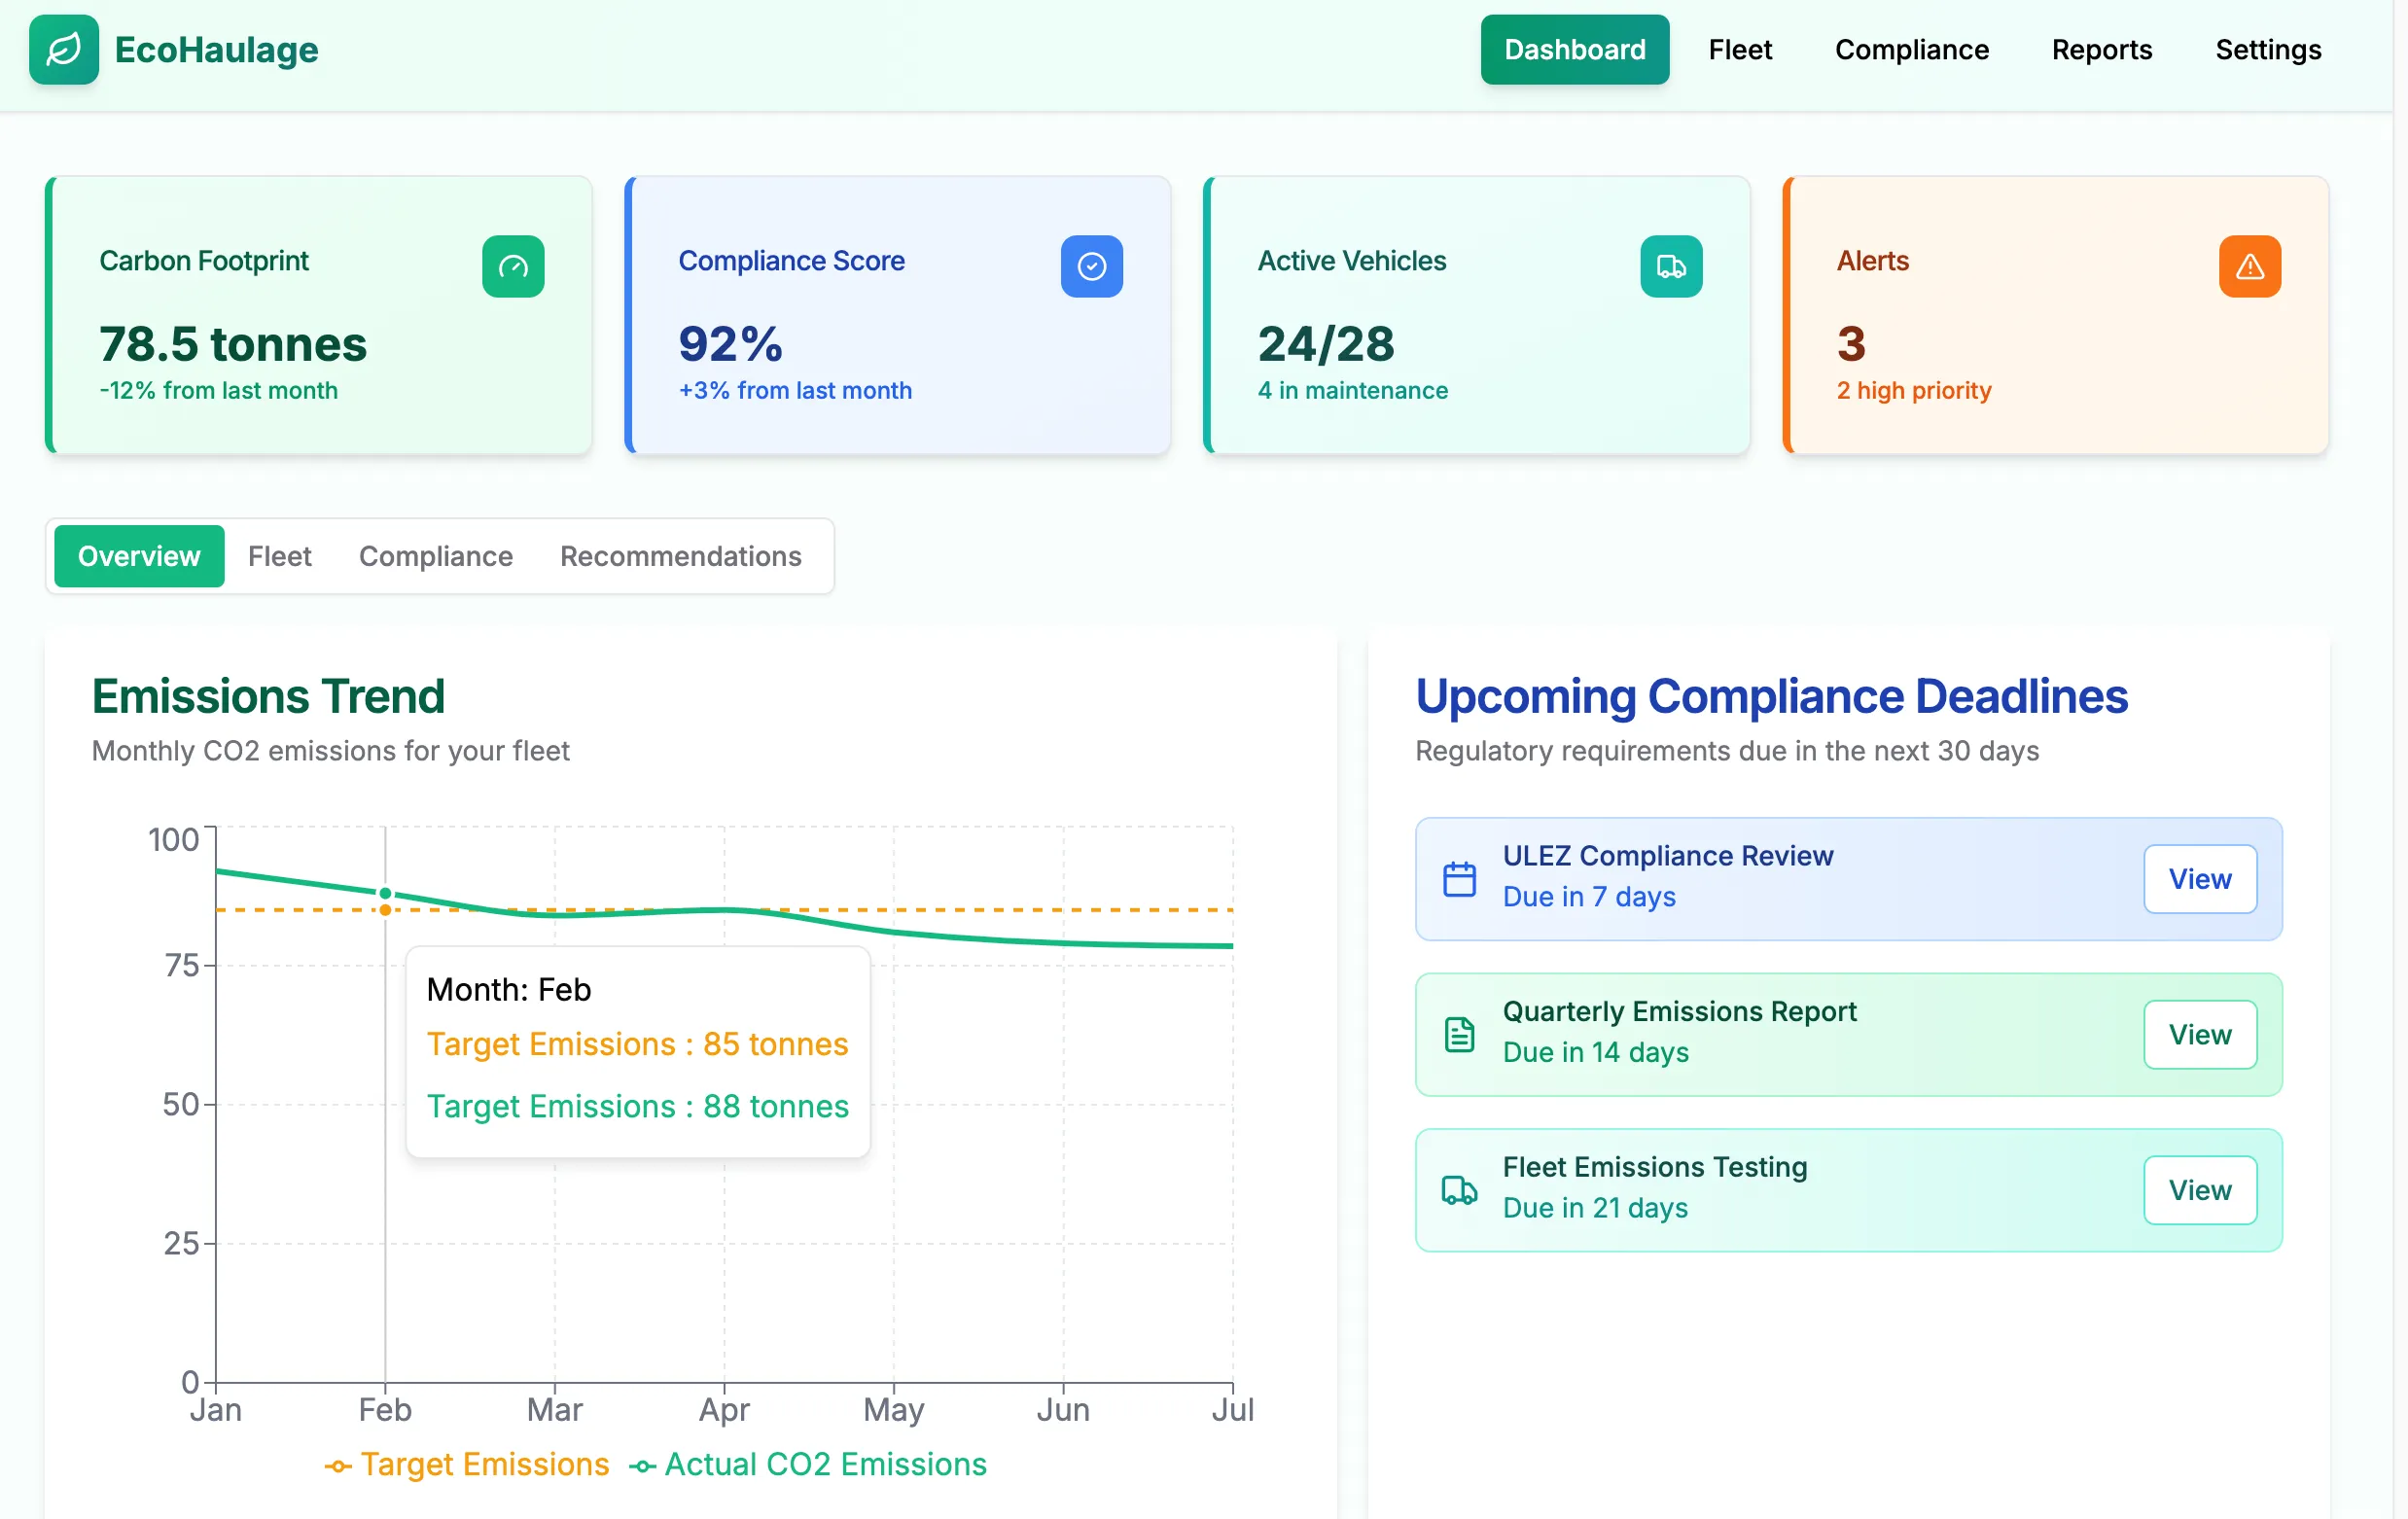 EcoHaulage
Dashboard
Fleet
Compliance
Reports
Settings
Carbon Footprint
78.5 tonnes
-12% from last month
Compliance Score
92%
+3% from last month
Active Vehicles
24/28
4 in maintenance
Alerts
3
2 high priority
Overview
Fleet
Compliance
Recommendations
Emissions Trend
Monthly CO2 emissions for your fleet
100
75
50
25
0
Month: Feb
Target Emissions : 85 tonnes
Target Emissions : 88 tonnes
Jan
Feb
Mar
Apr
May
Jun
Jul
Target Emissions
Actual CO2 Emissions
Upcoming Compliance Deadlines
Regulatory requirements due in the next 30 days
ULEZ Compliance Review
Due in 7 days
View
Quarterly Emissions Report
Due in 14 days
View
Fleet Emissions Testing
Due in 21 days
View